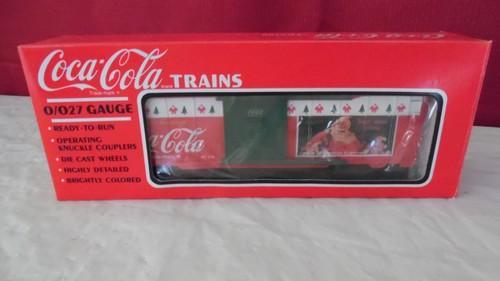 Coca-Cola TRAINS
Trade-mark ®
O/O27 GAUGE
• READY-TO-RUN
• OPERATING
KNUCKLE COUPLERS
• DIE CAST WHEELS
• HIGHLY DETAILED
• BRIGHTLY COLORED
Cola